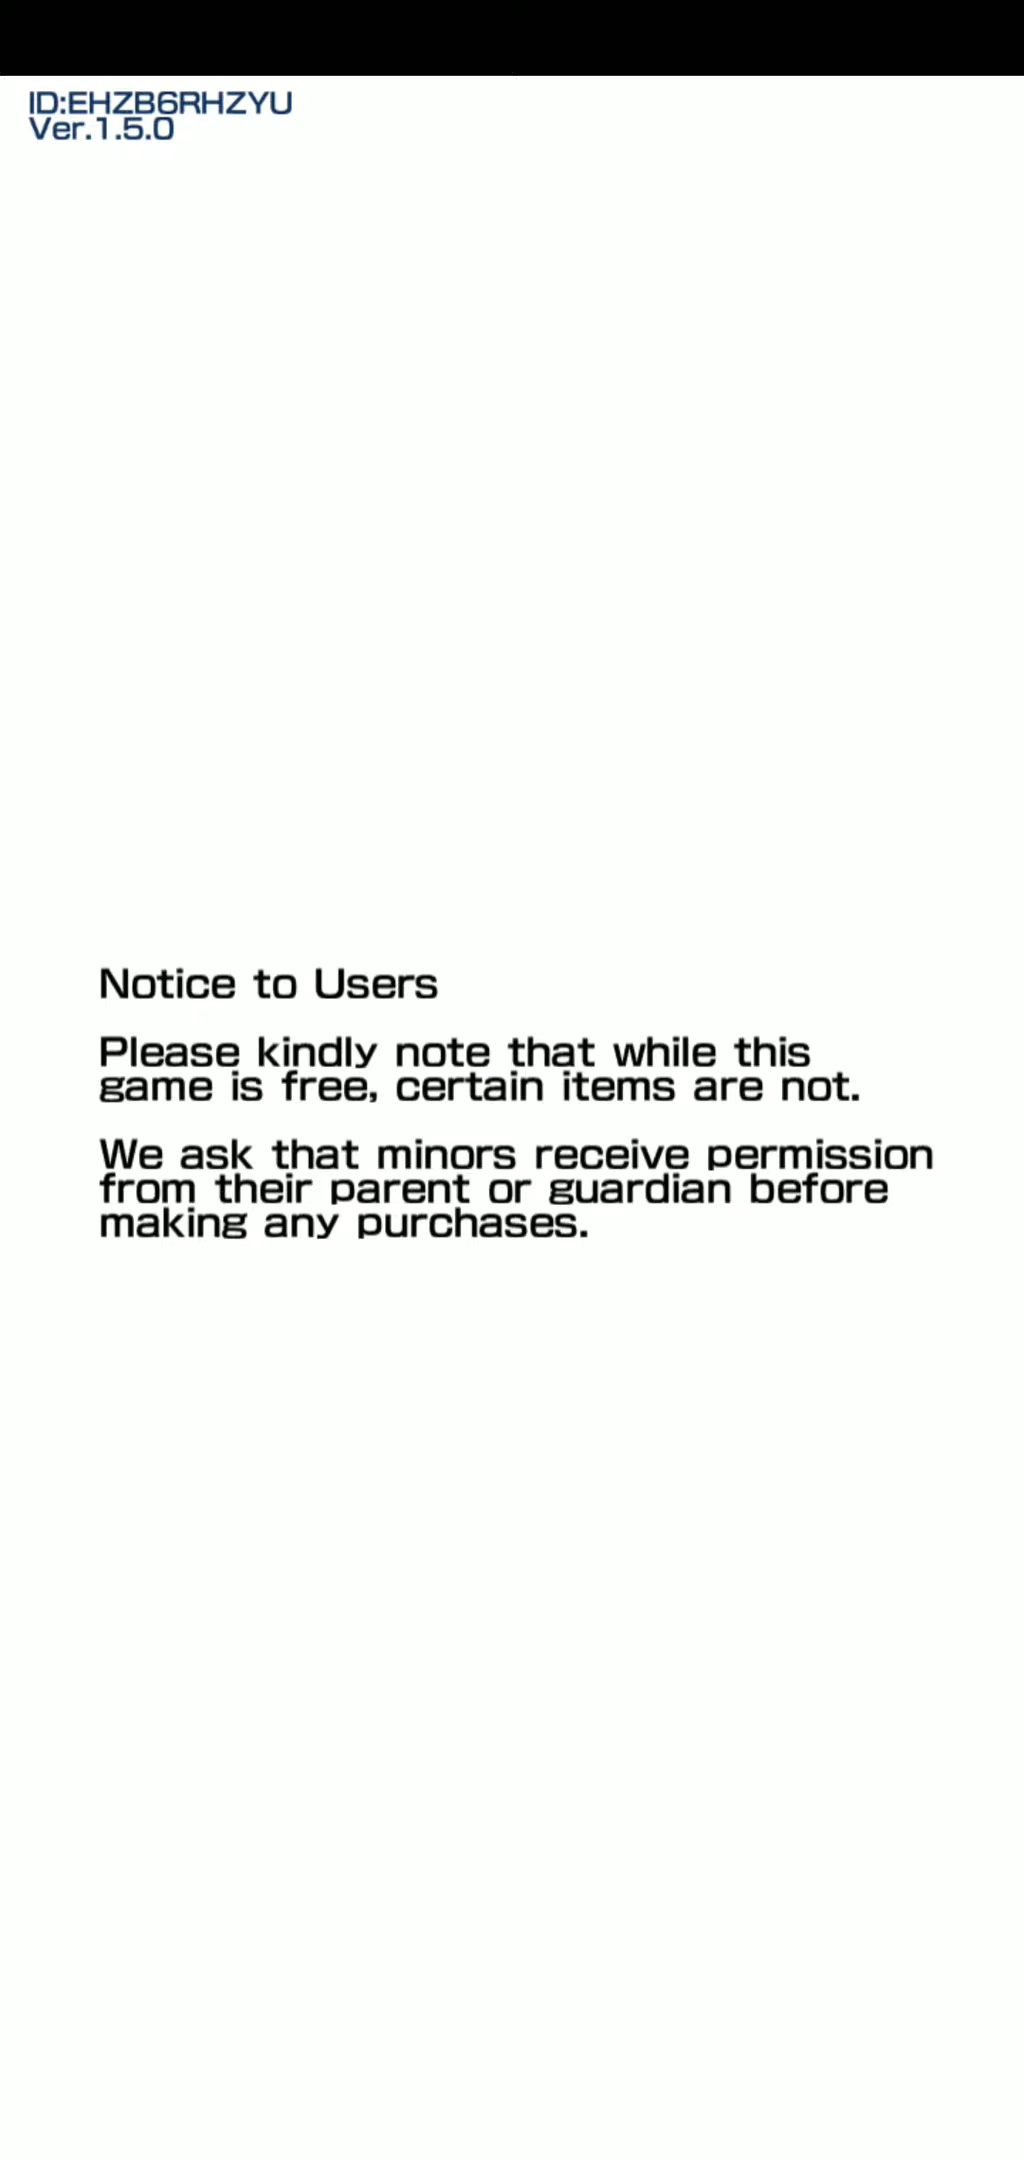 ID:EHZB6RHZYU
Ver.1.5.0
Notice to Users
Please kindly note that while this
game is free, certain items are not.
We ask that minors receive permission
from their parent or guardian before
making any purchases.